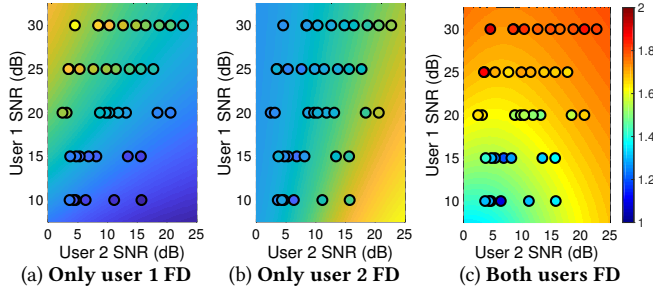 30
25
20
15
10
User 1 SNR (dB)
0 5 10 15 20 25
User 2 SNR (dB)
(a) Only user 1 FD
30
25
20
15
10
User 1 SNR (dB)
0 5 10 15 20 25
User 2 SNR (dB)
(b) Only user 2 FD
30
25
20
15
10
User 1 SNR (dB)
0 5 10 15 20 25
User 2 SNR (dB)
2
1.8
1.6
1.4
1.2
1
(c) Both users FD